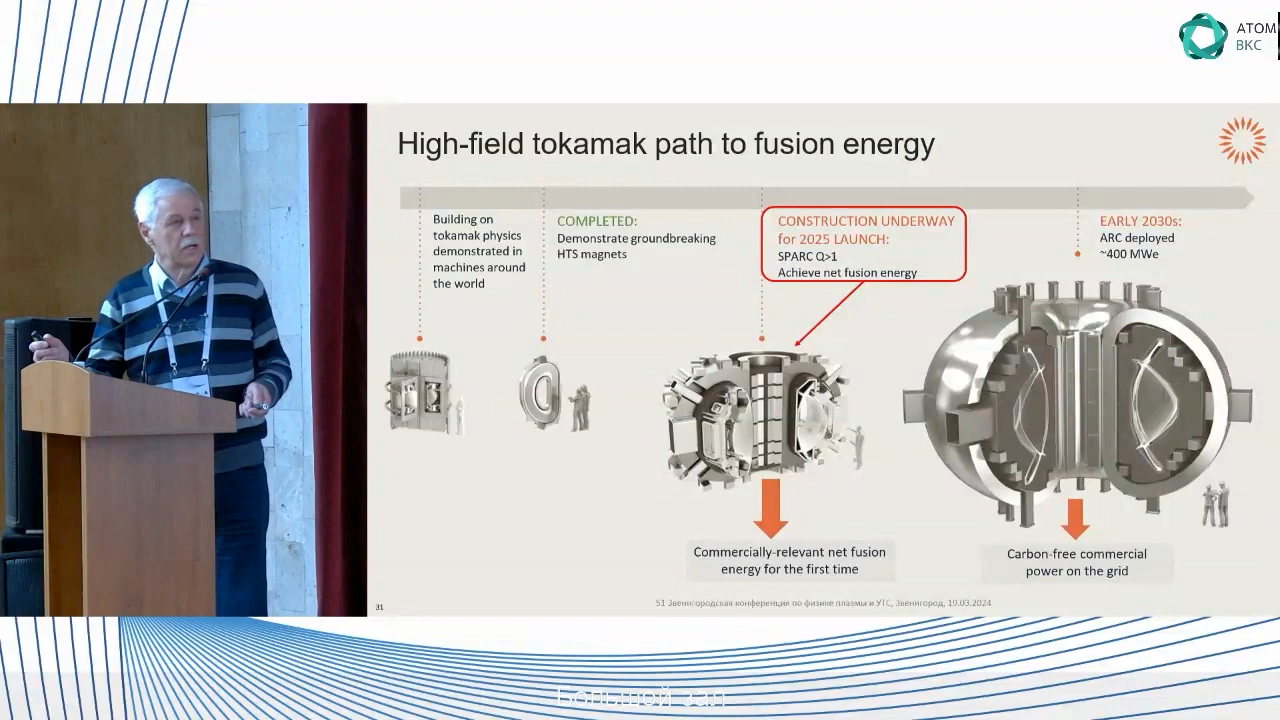 АТОМ
ВКС
High-field tokamak path to fusion energy
Building on
tokamak physics
demonstrated in
machines around
the world
COMPLETED:
Demonstrate groundbreaking
HTS magnets
CONSTRUCTION UNDERWAY
for 2025 LAUNCH:
SPARC Q>1
Achieve net fusion energy
EARLY 2030s:
ARC deployed
~400 MWe
Commercially-relevant net fusion
energy for the first time
Carbon-free commercial
power on the grid
31
51 Звенигородская конференция по физике плазмы и УТС, Звенигород, 19.03.2024
Большой зал